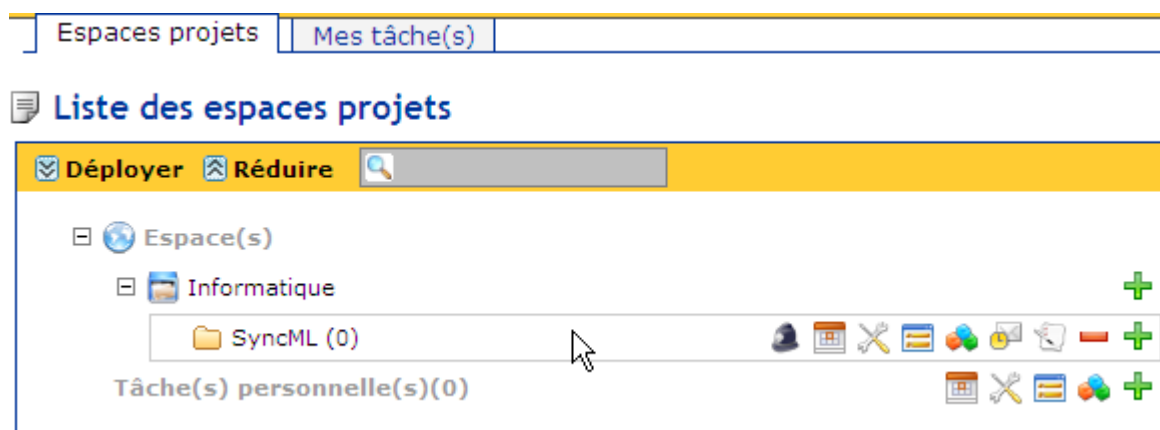 Espaces projets Mes tâche(s)
Liste des espaces projets
Déployer Réduire
Espace(s)
Informatique
SyncML (0)
Tâche(s) personnelle(s)(0)